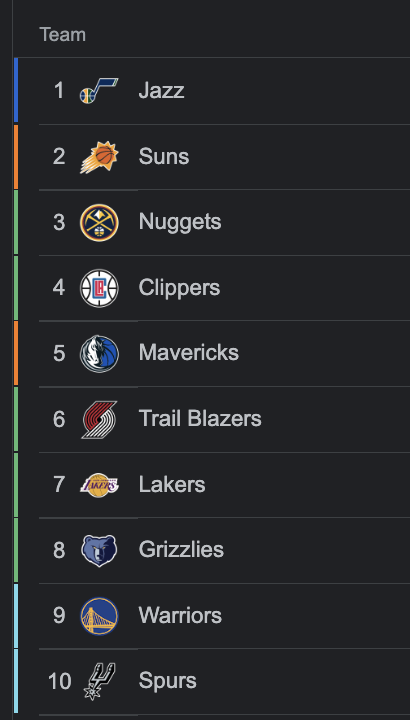 Team
1 Jazz
2 Suns
3 Nuggets
4 Clippers
5 Mavericks
6 Trail Blazers
7 LAKERS Lakers
8 Grizzlies
9 Warriors
10 Spurs